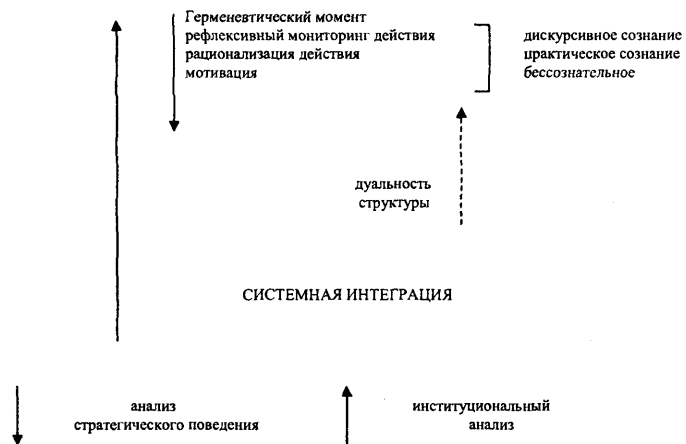 Герменевтический момент
рефлексивный мониторинг действия
рационализация действия
мотивация
дискурсивное сознание
практическое сознание
бессознательное
дуальность
структуры
СИСТЕМНАЯ ИНТЕГРАЦИЯ
анализ
стратегического поведения
институциональный
анализ